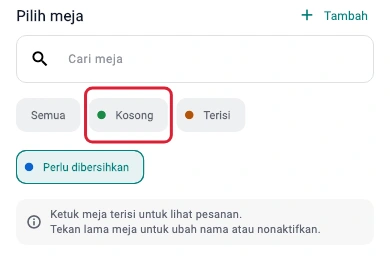 Pilih meja
+ Tambah
Cari meja
Semua
Kosong
Terisi
Perlu dibersihkan
Ketuk meja terisi untuk lihat pesanan.
Tekan lama meja untuk ubah nama atau nonaktifkan.